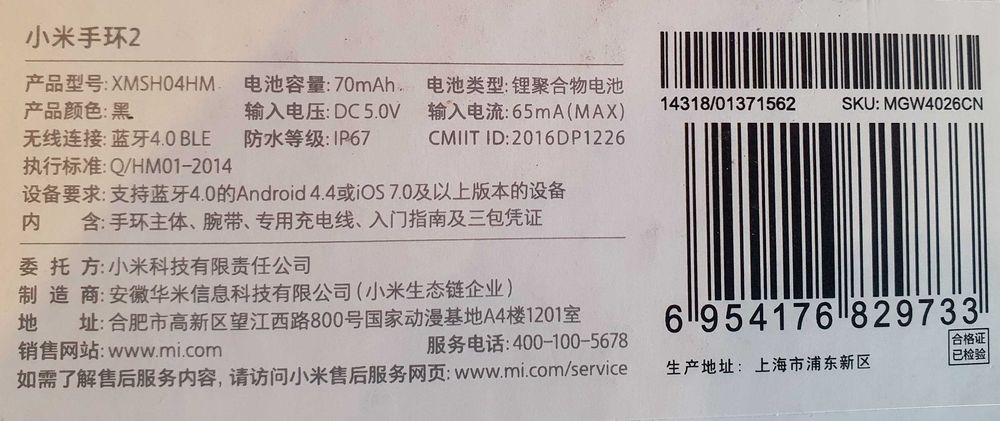 小米手环2
产品型号: XMSH04HM 电池容量: 70mAh 电池类型: 锂聚合物电池
产品颜色: 黑 输入电压: DC 5.0V 输入电流: 65mA(MAX)
无线连接: 蓝牙4.0 BLE 防水等级: IP67 CMIIT ID: 2016DP1226
执行标准: Q/HM01-2014
设备要求: 支持蓝牙4.0的Android 4.4或iOS 7.0及以上版本的设备
内 含: 手环主体、腕带、专用充电线、入门指南及三包凭证
委 托 方: 小米科技有限责任公司
制 造 商: 安徽华米信息科技有限公司 (小米生态链企业)
地 址: 合肥市高新区望江西路800号国家动漫基地A4楼1201室
销售网站: www.mi.com 服务电话: 400-100-5678
如需了解售后服务内容, 请访问小米售后服务网页: www.mi.com/service
14318/01371562 SKU: MGW4026CN
6 954176 829733
合格证
已检验
生产地址: 上海市浦东新区